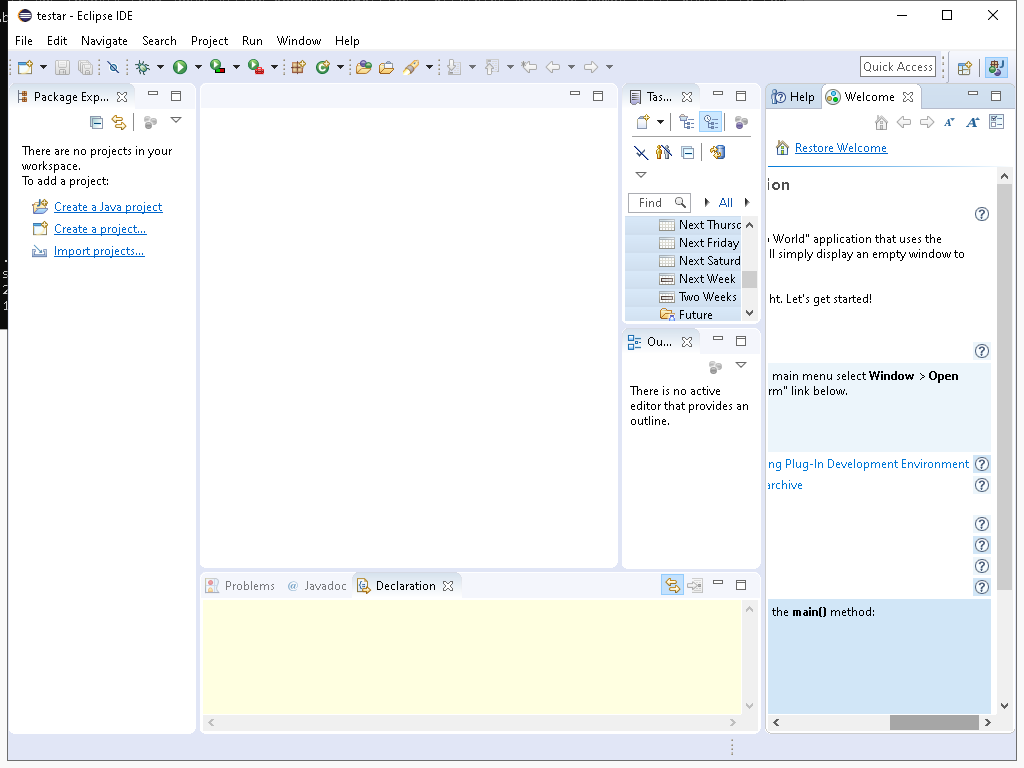 testar - Eclipse IDE
File Edit Navigate Search Project Run Window Help
Quick Access
Package Exp...
There are no projects in your
workspace.
To add a project:
Create a Java project
Create a project...
Import projects...
Tas...
Find
All
Next Thurs
Next Friday
Next Saturd
Next Week
Two Weeks
Future
Ou...
There is no active
editor that provides an
outline.
Problems @ Javadoc Declaration
Help Welcome
Restore Welcome
ion
World" application that uses the
ll simply display an empty window to
ht. Let's get started!
main menu select Window > Open
rm" link below.
ng Plug-In Development Environment
archive
the main() method: